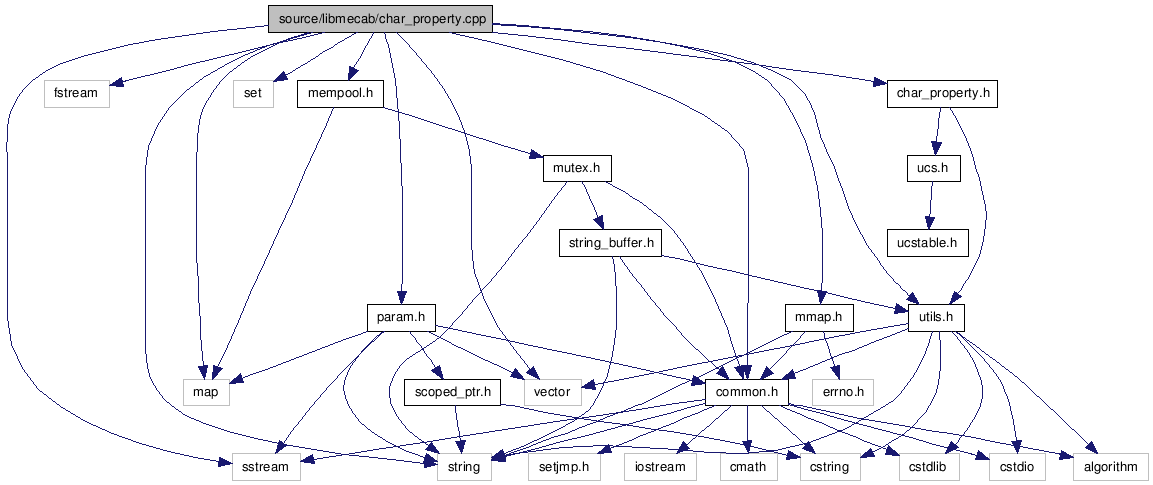 source/libmecab/char_property.cpp
fstream
set
mempool.h
char_property.h
mutex.h
ucs.h
string_buffer.h
ucstable.h
param.h
mmap.h
utils.h
map
scoped_ptr.h
vector
common.h
errno.h
sstream
string
setjmp.h
iostream
cmath
cstring
cstdlib
cstdio
algorithm